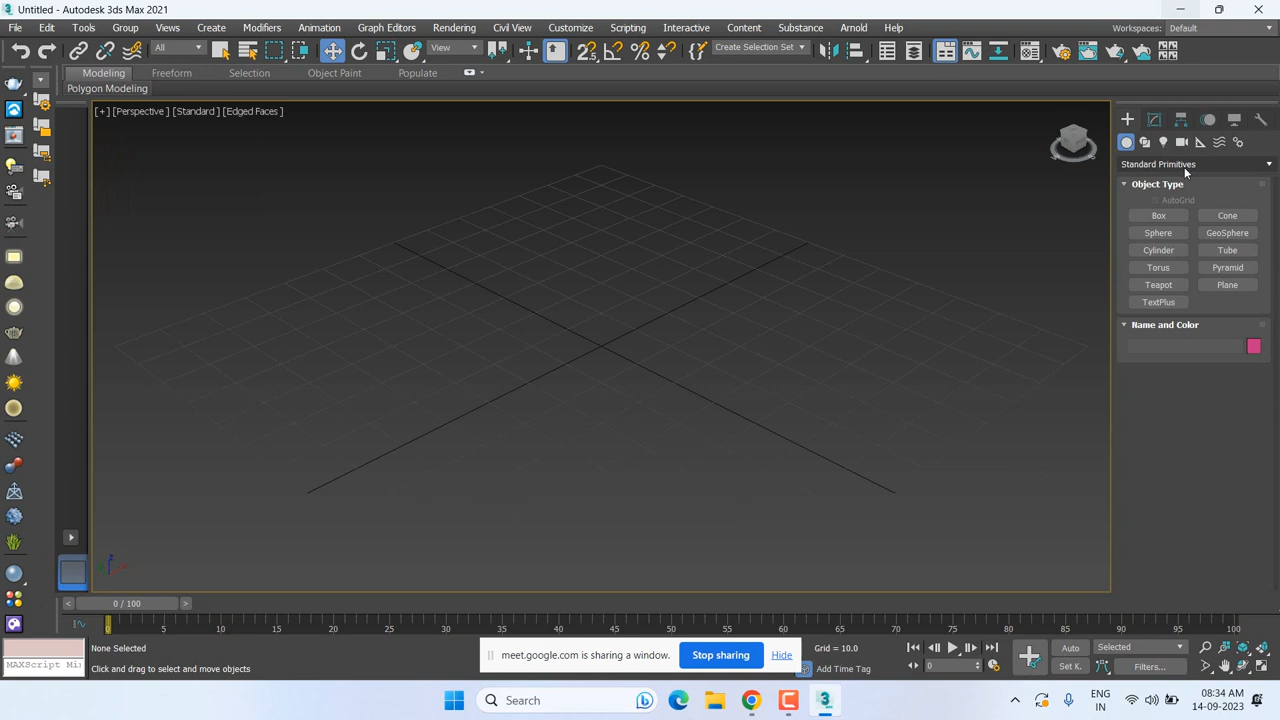 Untitled - Autodesk 3ds Max 2021
File Edit Tools Group Views Create Modifiers Animation Graph Editors Rendering Civil View Customize Scripting Interactive Content Substance Arnold Help Workspaces: Default
All View Create Selection Set
Modeling Freeform Selection Object Paint Populate
Polygon Modeling
[+] [Perspective] [Standard] [Edged Faces]
Standard Primitives
Object Type
AutoGrid
Box Cone
Sphere GeoSphere
Cylinder Tube
Torus Pyramid
Teapot Plane
TextPlus
Name and Color
0 / 100
0 5 10 15 20 25 30 35 40 45 50 55 60 65 70 75 80 85 90 95 100
None Selected
MAXScript Mi
Click and drag to select and move objects
meet.google.com is sharing a window. Stop sharing Hide
Grid = 10.0
Add Time Tag
0
Auto Selected
Set K. Filters...
Search
ENG
IN
08:34 AM
14-09-2023